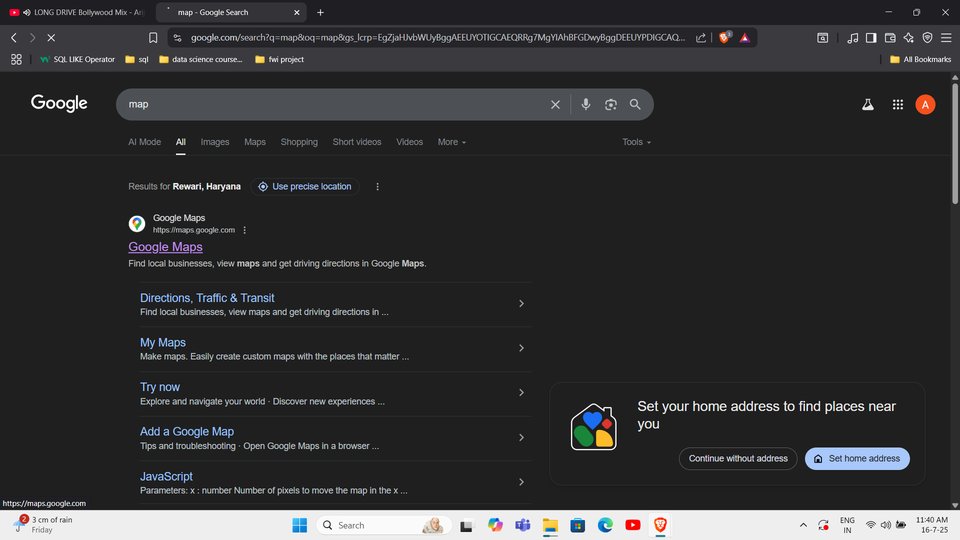 LONG DRIVE Bollywood Mix - Ar
map - Google Search
google.com/search?q=map&oq=map&gs_lcrp=EgZjaHJvbWUyBggAEEUYOTIGCAEQRRg7MgYIAhBFGDwyBggDEEUYPDIGCAQ...
SQL LIKE Operator sql data science course... fwi project All Bookmarks
Google
map
A
AI Mode All Images Maps Shopping Short videos Videos More Tools
Results for Rewari, Haryana Use precise location
Google Maps
https://maps.google.com
Google Maps
Find local businesses, view maps and get driving directions in Google Maps.
Directions, Traffic & Transit
Find local businesses, view maps and get driving directions in ...
My Maps
Make maps. Easily create custom maps with the places that matter ...
Try now
Explore and navigate your world · Discover new experiences ...
Add a Google Map
Tips and troubleshooting · Open Google Maps in a browser ...
JavaScript
Parameters: x : number Number of pixels to move the map in the x ...
Set your home address to find places near
you
Continue without address Set home address
https://maps.google.com
2
3 cm of rain
Friday
Search
ENG
IN
11:40 AM
16-7-25